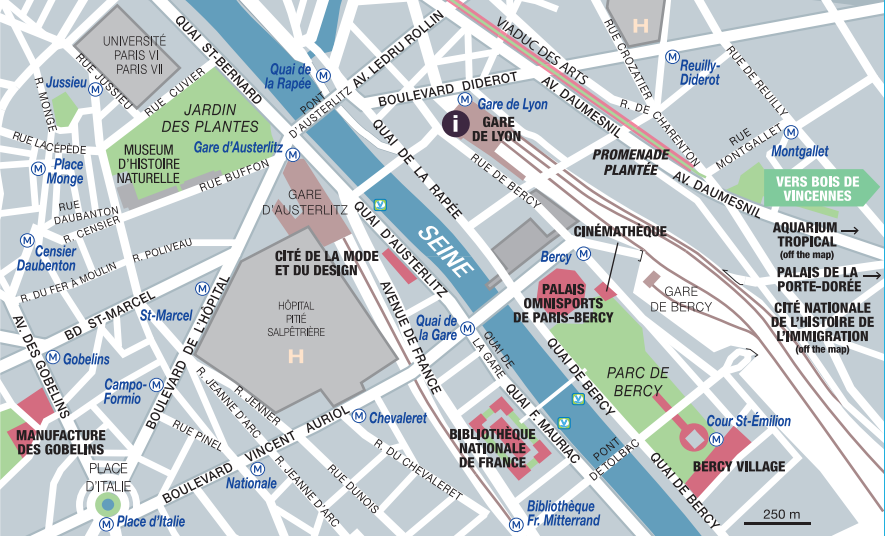 UNIVERSITÉ
PARIS VI
PARIS VII
QUAI ST-BERNARD
Quai de
la Rapée
M
AV. LEDRU ROLLIN
VIADUC DES ARTS
RUE CROZATIER
H
M
Reuilly-
Diderot
RUE DE REUILLY
Jussieu
M
RUE JUSSIEU
RUE CUVIER
R. MONGE
JARDIN
DES PLANTES
PONT
D'AUSTERLITZ
BOULEVARD DIDEROT
M
Gare de Lyon
i
GARE
DE LYON
AV. DAUMESNIL
R. DE CHARENTON
RUE
MONTGALLET
M
Montgallet
RUE LACÉPÈDE
M
Place
Monge
MUSEUM
D'HISTOIRE
NATURELLE
Gare d'Austerlitz
M
RUE BUFFON
QUAI DE LA RAPÉE
RUE DE BERCY
PROMENADE
PLANTÉE
AV. DAUMESNIL
VERS BOIS DE
VINCENNES
RUE
DAUBANTON
R. CENSIER
GARE
D'AUSTERLITZ
QUAI D'AUSTERLITZ
SEINE
CINÉMATHÈQUE
AQUARIUM
TROPICAL
(off the map)
M
Censier
Daubenton
R. POLIVEAU
R. DU FER À MOULIN
CITÉ DE LA MODE
ET DU DESIGN
Bercy
M
PALAIS DE LA
PORTE-DORÉE
BD ST-MARCEL
St-Marcel
M
HÔPITAL
PITIÉ
SALPÊTRIÈRE
H
AVENUE DE FRANCE
PALAIS
OMNISPORTS
DE PARIS-BERCY
GARE
DE BERCY
CITÉ NATIONALE
DE L'HISTOIRE DE
L'IMMIGRATION
(off the map)
AV. DES GOBELINS
M
Gobelins
BOULEVARD DE L'HÔPITAL
Quai de
la Gare
M
QUAI DE
LA GARE
QUAI DE BERCY
PARC DE
BERCY
Campo-
Formio
M
R. JEANNE D'ARC
R. JENNER
M
Chevaleret
QUAI F. MAURIAC
MANUFACTURE
DES GOBELINS
RUE PINEL
BOULEVARD VINCENT AURIOL
BIBLIOTHÈQUE
NATIONALE
DE FRANCE
PONT
DE TOLBAC
Cour St-Émilion
M
BERCY VILLAGE
PLACE
D'ITALIE
M
Nationale
R. JEANNE D'ARC
RUE DUNOIS
R. DU CHEVALERET
QUAI DE BERCY
M
Place d'Italie
M
Bibliothèque
Fr. Mitterrand
250 m